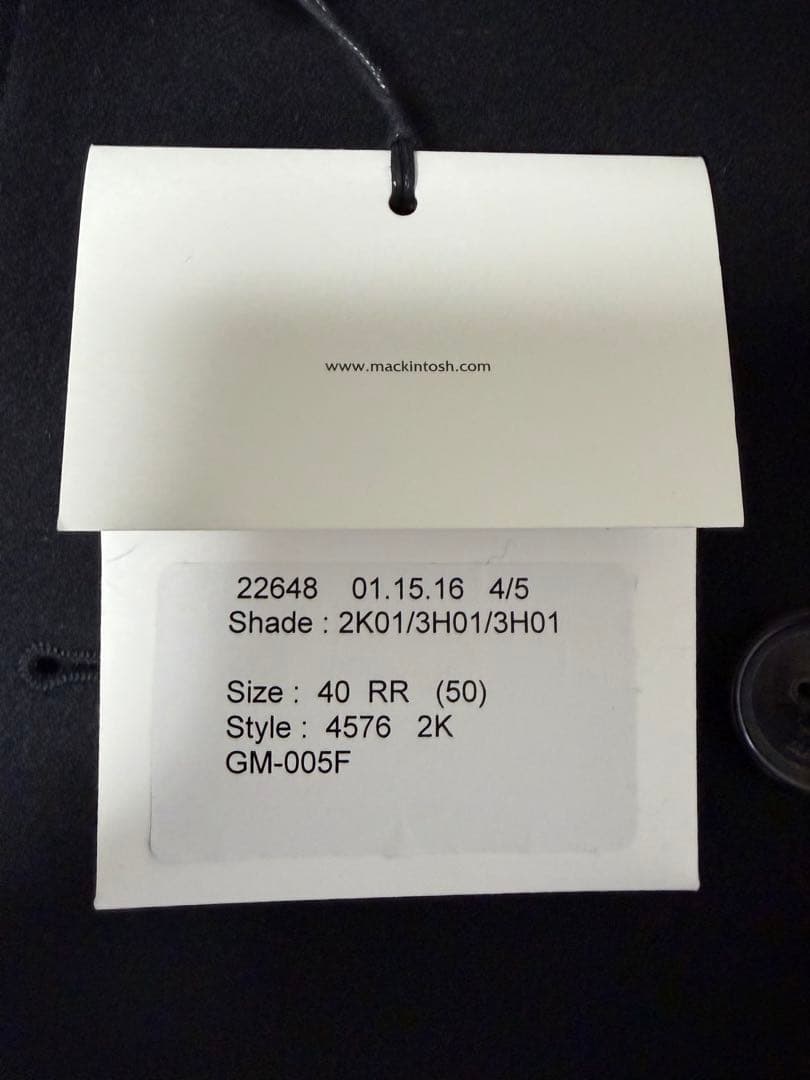 www.mackintosh.com
22648 01.15.16 4/5
Shade : 2K01/3H01/3H01
Size : 40 RR (50)
Style : 4576 2K
GM-005F